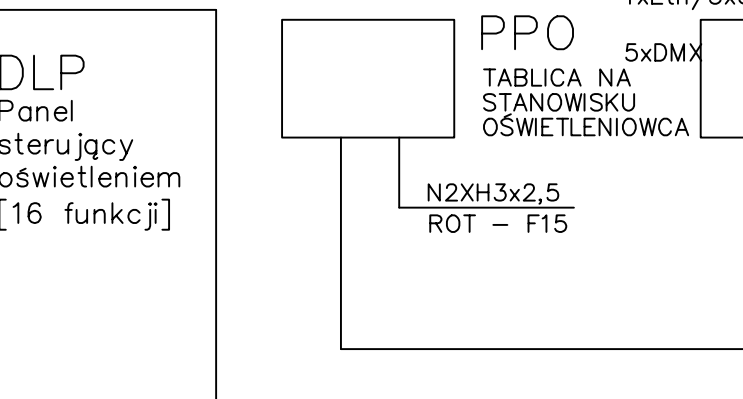 DLP
Panel
sterujący
oświetleniem
[16 funkcji]
PPO
TABLICA NA
STANOWISKU
OŚWIETLENIOWCA
5xDMX
N2XH3x2,5
ROT – F15